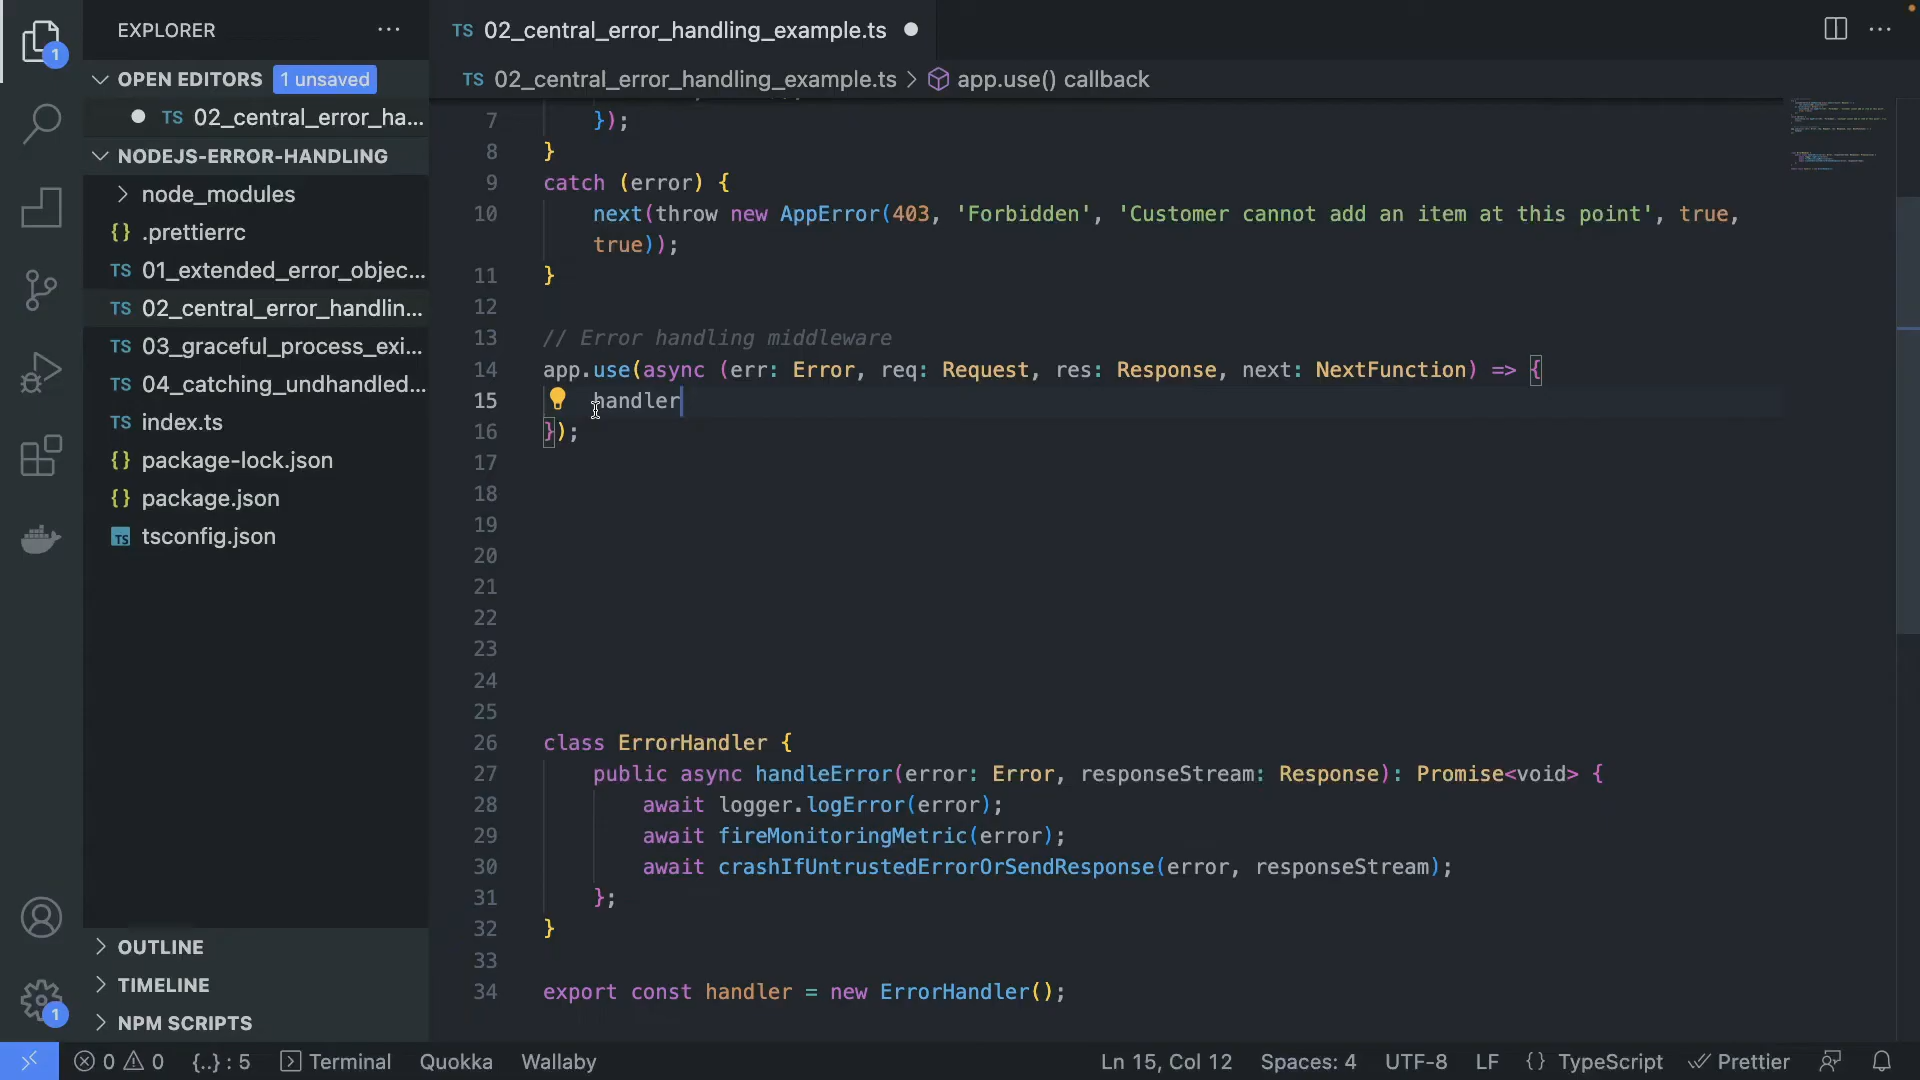 EXPLORER
1
OPEN EDITORS 1 unsaved
TS 02_central_error_ha...
NODEJS-ERROR-HANDLING
node_modules
{} .prettierrc
TS 01_extended_error_objec...
TS 02_central_error_handlin...
TS 03_graceful_process_exi...
TS 04_catching_undhandled...
TS index.ts
{} package-lock.json
{} package.json
TS tsconfig.json
OUTLINE
TIMELINE
NPM SCRIPTS
1
TS 02_central_error_handling_example.ts
TS 02_central_error_handling_example.ts > app.use() callback
7 });
8 }
9 catch (error) {
10 next(throw new AppError(403, 'Forbidden', 'Customer cannot add an item at this point', true,
true));
11 }
12
13 // Error handling middleware
14 app.use(async (err: Error, req: Request, res: Response, next: NextFunction) => {
15 handler
16 });
17
18
19
20
21
22
23
24
25
26 class ErrorHandler {
27 public async handleError(error: Error, responseStream: Response): Promise<void> {
28 await logger.logError(error);
29 await fireMonitoringMetric(error);
30 await crashIfUntrustedErrorOrSendResponse(error, responseStream);
31 };
32 }
33
34 export const handler = new ErrorHandler();
0 0 {..} : 5 Terminal Quokka Wallaby Ln 15, Col 12 Spaces: 4 UTF-8 LF {} TypeScript Prettier